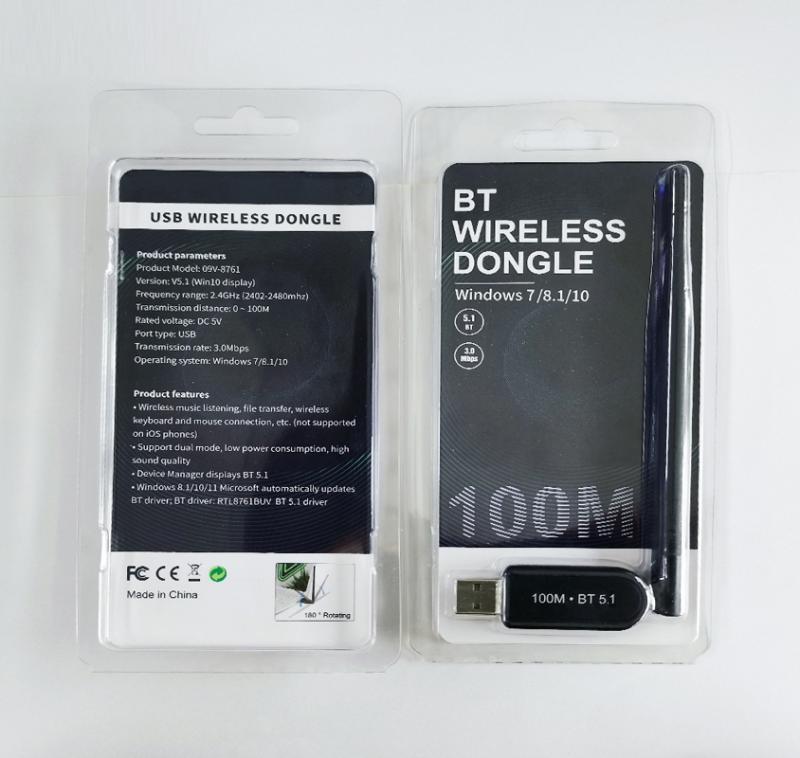 USB WIRELESS DONGLE
Product parameters
Product Model: 09V-8761
Version: V5.1 (Win10 display)
Frequency range: 2.4GHz (2402-2480mhz)
Transmission distance: 0 ~ 100M
Rated voltage: DC 5V
Port type: USB
Transmission rate: 3.0Mbps
Operating system: Windows 7/8.1/10
Product features
• Wireless music listening, file transfer, wireless
keyboard and mouse connection, etc. (not supported
on iOS phones)
• Support dual mode, low power consumption, high
sound quality
• Device Manager displays BT 5.1
• Windows 8.1/10/11 Microsoft automatically updates
BT driver; BT driver: RTL8761BUV BT 5.1 driver
FC CE
Made in China
180 ° Rotating
BT
WIRELESS
DONGLE
Windows 7/8.1/10
5.1
BT
3.0
Mbps
100M
100M • BT 5.1